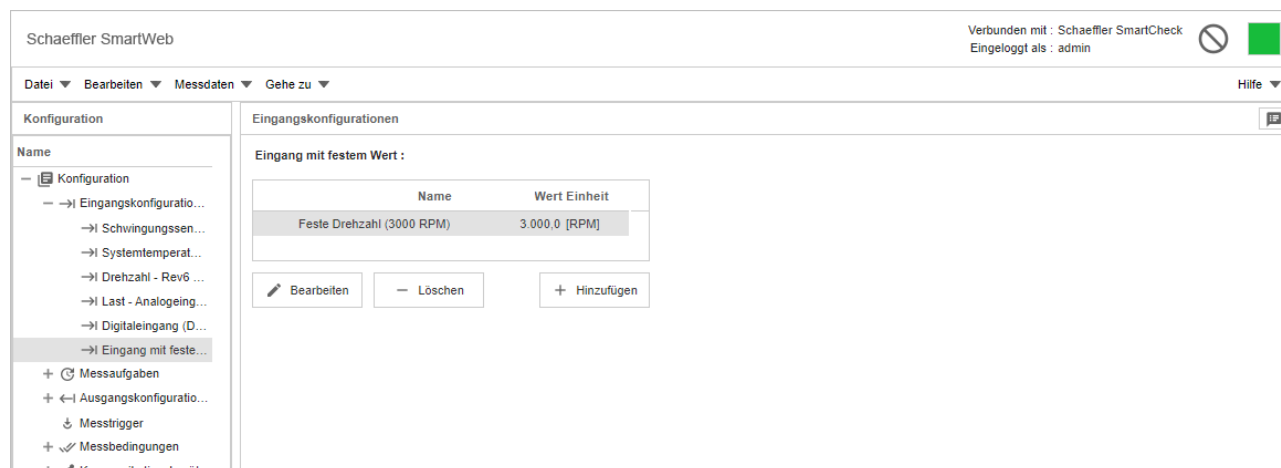 Schaeffler SmartWeb
Verbunden mit : Schaeffler SmartCheck
Eingeloggt als : admin
Datei Bearbeiten Messdaten Gehe zu Hilfe
Konfiguration
Name
Konfiguration
Eingangskonfiguratio...
Schwingungssen...
Systemtemperat...
Drehzahl - Rev6 ...
Last - Analogeing...
Digitaleingang (D...
Eingang mit feste...
Messaufgaben
Ausgangskonfiguratio...
Messtrigger
Messbedingungen
Eingangskonfigurationen
Eingang mit festem Wert :
Name Wert Einheit
Feste Drehzahl (3000 RPM) 3.000,0 [RPM]
Bearbeiten Löschen Hinzufügen